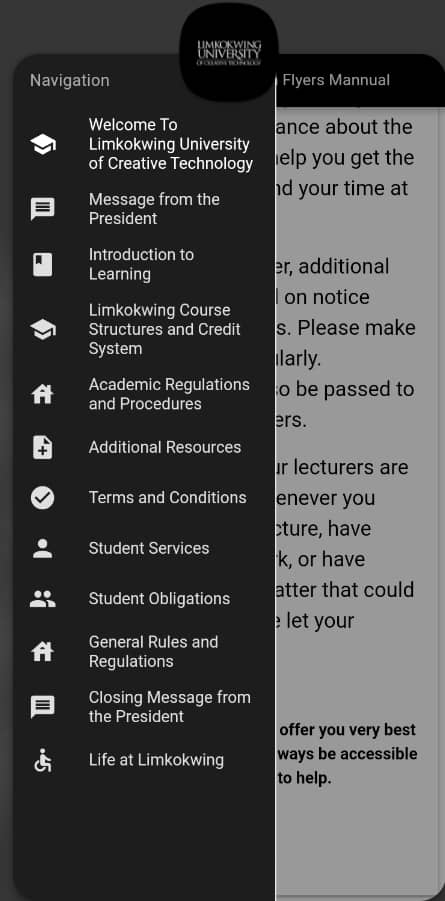 LIMKOKWING
UNIVERSITY
OF CREATIVE TECHNOLOGY
Navigation
Flyers Mannual
Welcome To
Limkokwing University
of Creative Technology
Message from the
President
Introduction to
Learning
Limkokwing Course
Structures and Credit
System
Academic Regulations
and Procedures
Additional Resources
Terms and Conditions
Student Services
Student Obligations
General Rules and
Regulations
Closing Message from
the President
Life at Limkokwing
ance about the
help you get the
nd your time at
er, additional
on notice
s. Please make
ularly.
so be passed to
ers.
ur lecturers are
enever you
cture, have
rk, or have
atter that could
e let your
offer you very best
ways be accessible
to help.